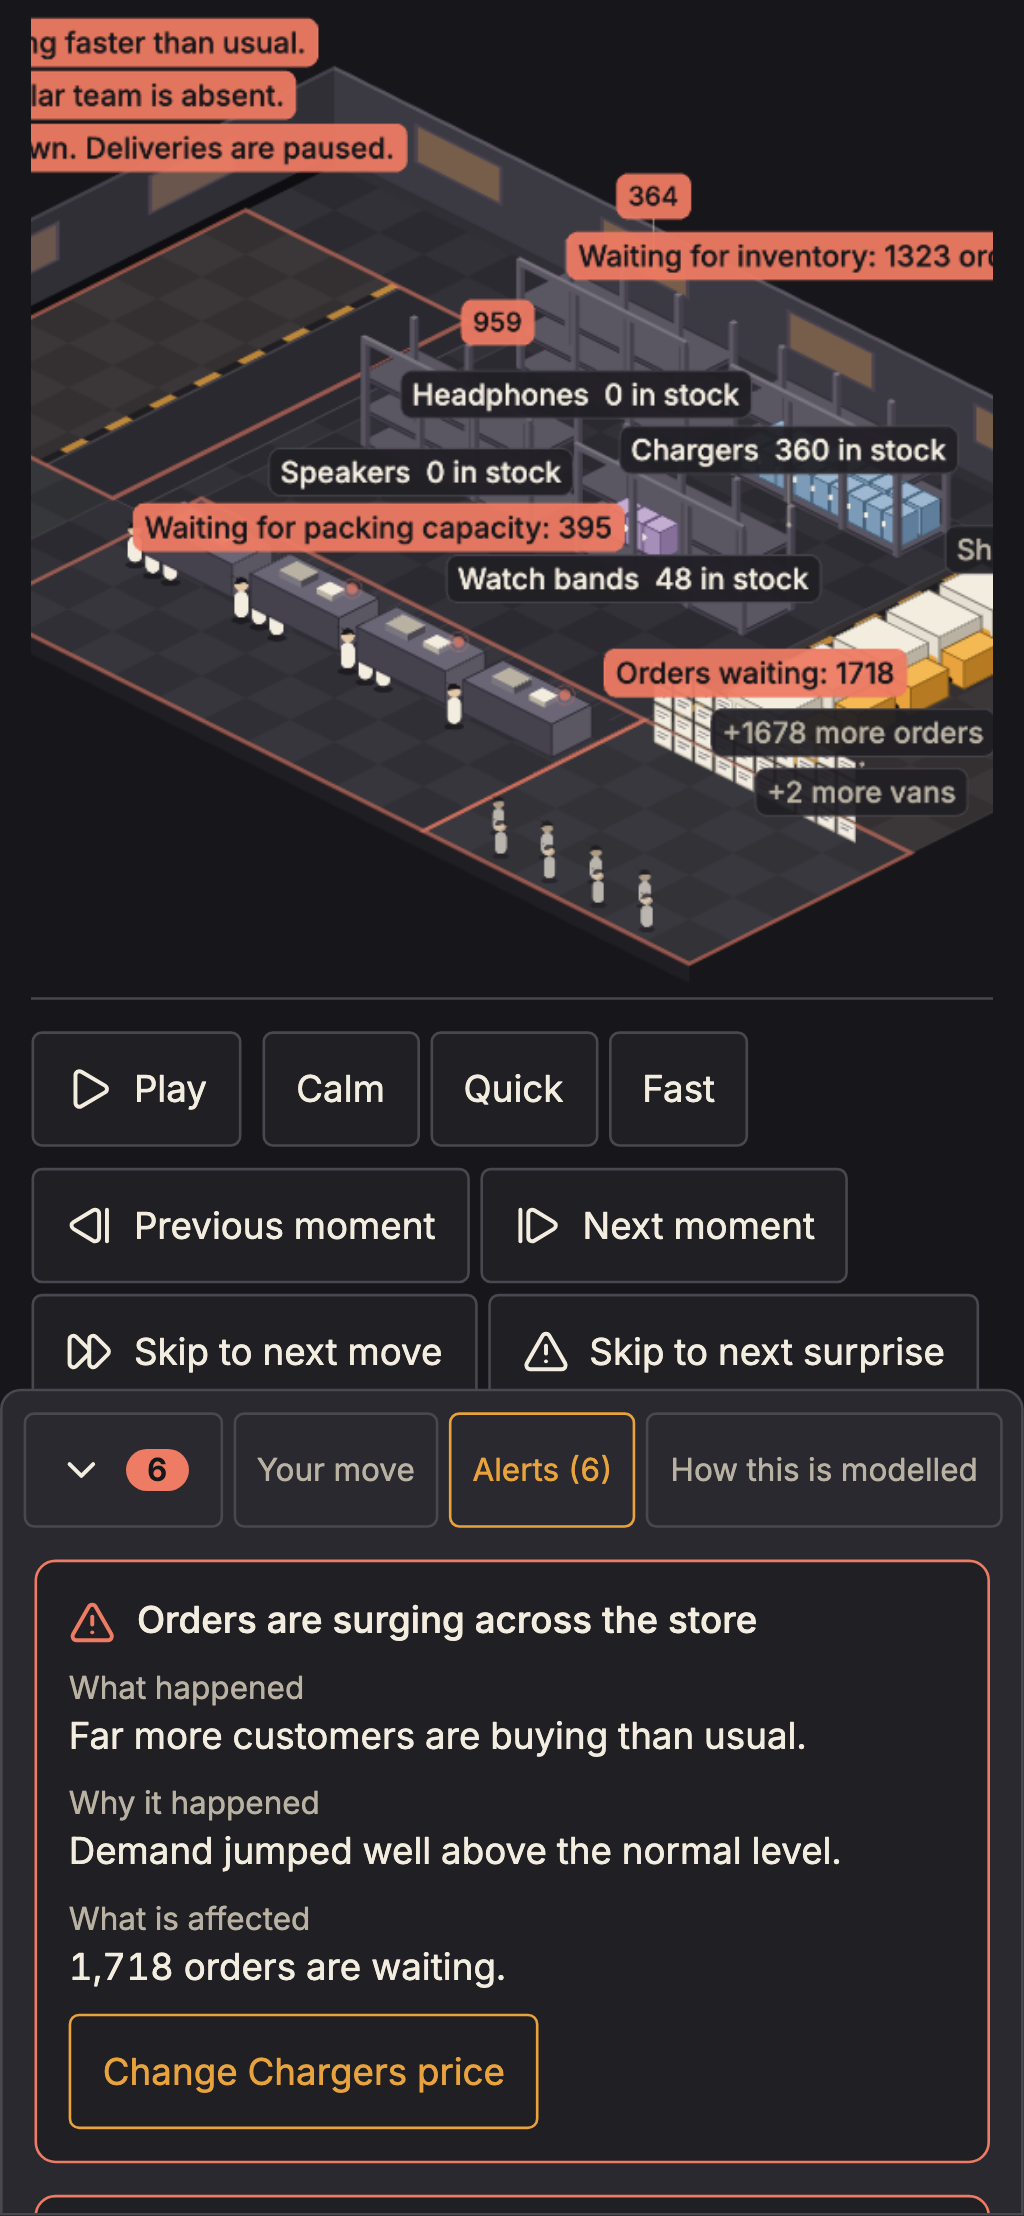 ng faster than usual.
lar team is absent.
wn. Deliveries are paused.
364
Waiting for inventory: 1323 ord
959
Headphones 0 in stock
Chargers 360 in stock
Speakers 0 in stock
Waiting for packing capacity: 395
Sh
Watch bands 48 in stock
Orders waiting: 1718
+1678 more orders
+2 more vans
Play
Calm
Quick
Fast
Previous moment
Next moment
Skip to next move
Skip to next surprise
6
Your move
Alerts (6)
How this is modelled
Orders are surging across the store
What happened
Far more customers are buying than usual.
Why it happened
Demand jumped well above the normal level.
What is affected
1,718 orders are waiting.
Change Chargers price